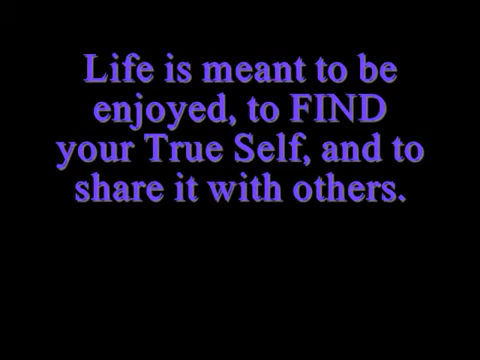 Life is meant to be
enjoyed, to FIND
your True Self, and to
share it with others.